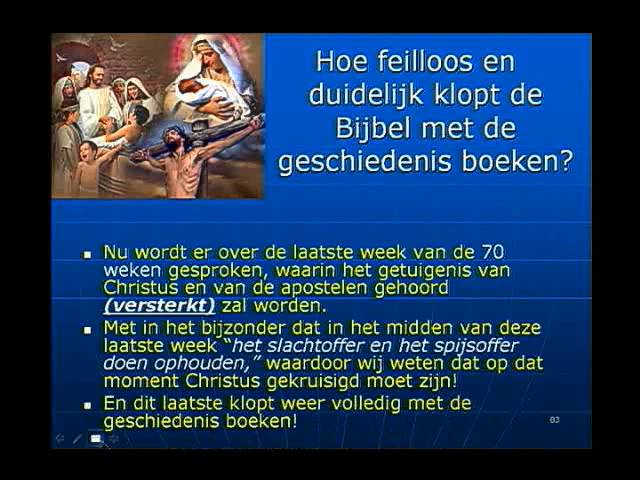 Hoe feilloos en
duidelijk klopt de
Bijbel met de
geschiedenis boeken?
▪ Nu wordt er over de laatste week van de 70
weken gesproken, waarin het getuigenis van
Christus en van de apostelen gehoord
(versterkt) zal worden.
▪ Met in het bijzonder dat in het midden van deze
laatste week "het slachtoffer en het spijsoffer
doen ophouden," waardoor wij weten dat op dat
moment Christus gekruisigd moet zijn!
▪ En dit laatste klopt weer volledig met de
geschiedenis boeken!
83